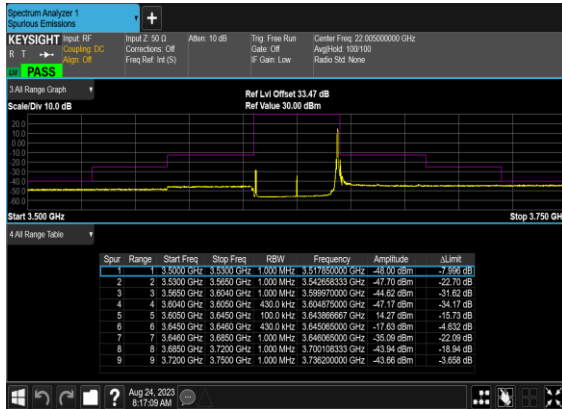 Spectrum Analyzer 1
Spurious Emissions
+
KEYSIGHT Input: RF Input Z: 50 Ω Atten: 10 dB Trig: Free Run Center Freq: 22.005000000 GHz
R T Coupling: DC Corrections: Off Gate: Off Avg|Hold: 100/100
Align: Off Freq Ref: Int (S) IF Gain: Low Radio Std: None
PASS
3 All Range Graph
Ref Lvl Offset 33.47 dB
Scale/Div 10.0 dB Ref Value 30.00 dBm
20.0
10.0
0.00
-10.0
-20.0
-30.0
-40.0
-50.0
-60.0
Start 3.500 GHz Stop 3.750 GHz
4 All Range Table
Spur Range Start Freq Stop Freq RBW Frequency Amplitude ΔLimit
1 1 3.5000 GHz 3.5300 GHz 1.000 MHz 3.517850000 GHz -48.00 dBm -7.996 dB
2 2 3.5300 GHz 3.5650 GHz 1.000 MHz 3.542658333 GHz -47.70 dBm -22.70 dB
3 3 3.5650 GHz 3.6040 GHz 1.000 MHz 3.599970000 GHz -44.62 dBm -31.62 dB
4 4 3.6040 GHz 3.6050 GHz 430.0 kHz 3.604875000 GHz -47.17 dBm -34.17 dB
5 5 3.6050 GHz 3.6450 GHz 100.0 kHz 3.643866667 GHz 14.27 dBm -15.73 dB
6 6 3.6450 GHz 3.6460 GHz 430.0 kHz 3.645065000 GHz -17.63 dBm -4.632 dB
7 7 3.6460 GHz 3.6850 GHz 1.000 MHz 3.646065000 GHz -35.09 dBm -22.09 dB
8 8 3.6850 GHz 3.7200 GHz 1.000 MHz 3.700108333 GHz -43.94 dBm -18.94 dB
9 9 3.7200 GHz 3.7500 GHz 1.000 MHz 3.736200000 GHz -43.66 dBm -3.658 dB
? Aug 24, 2023
8:17:09 AM